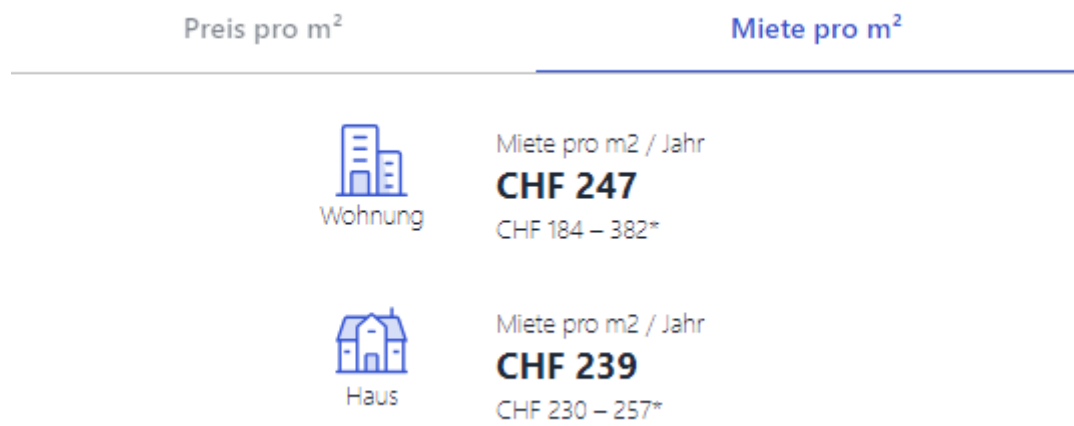 Preis pro m²
Miete pro m²
Miete pro m2 / Jahr
CHF 247
Wohnung
CHF 184 – 382*
Miete pro m2 / Jahr
CHF 239
Haus
CHF 230 – 257*